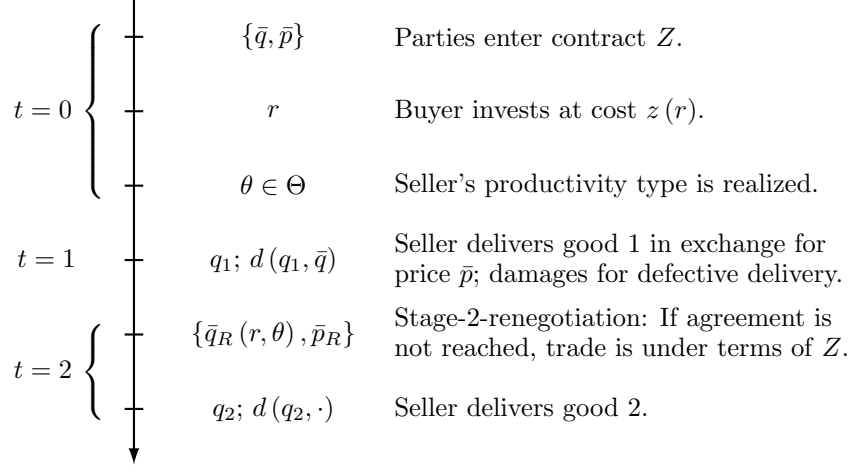 {q̄, p̄} Parties enter contract Z.
t = 0 r Buyer invests at cost z (r).
θ ∈ Θ Seller's productivity type is realized.
t = 1 q₁; d (q₁, q̄) Seller delivers good 1 in exchange for
price p̄; damages for defective delivery.
{q̄_R (r, θ) , p̄_R} Stage-2-renegotiation: If agreement is
not reached, trade is under terms of Z.
t = 2
q₂; d (q₂, ·) Seller delivers good 2.